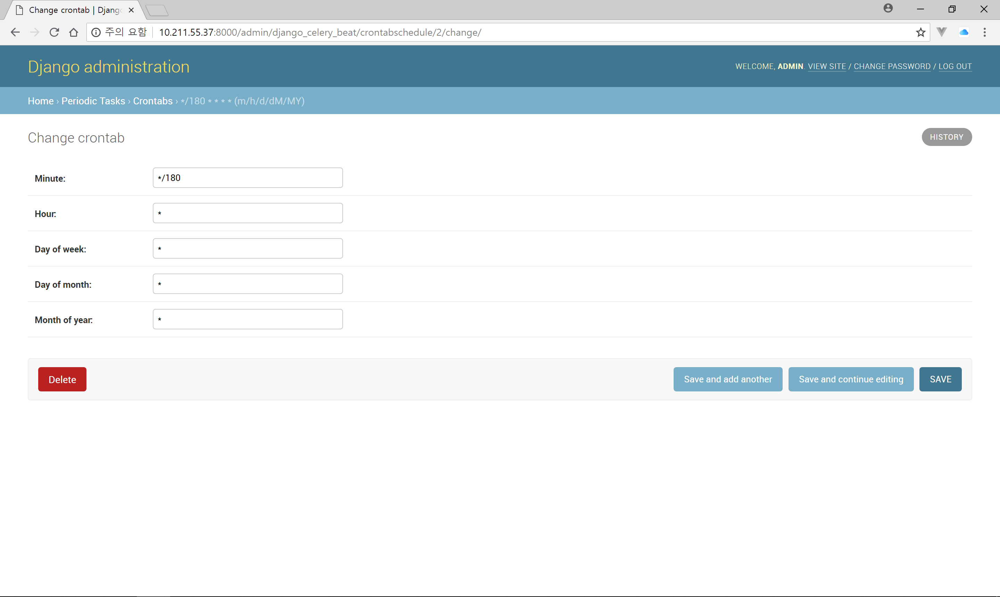 Change crontab | Djang
주의 요함
10.211.55.37:8000/admin/django_celery_beat/crontabschedule/2/change/
Django administration
WELCOME, ADMIN. VIEW SITE / CHANGE PASSWORD / LOG OUT
Home › Periodic Tasks › Crontabs › */180 * * * * (m/h/d/dM/MY)
Change crontab
HISTORY
Minute:
*/180
Hour:
*
Day of week:
*
Day of month:
*
Month of year:
*
Delete
Save and add another
Save and continue editing
SAVE